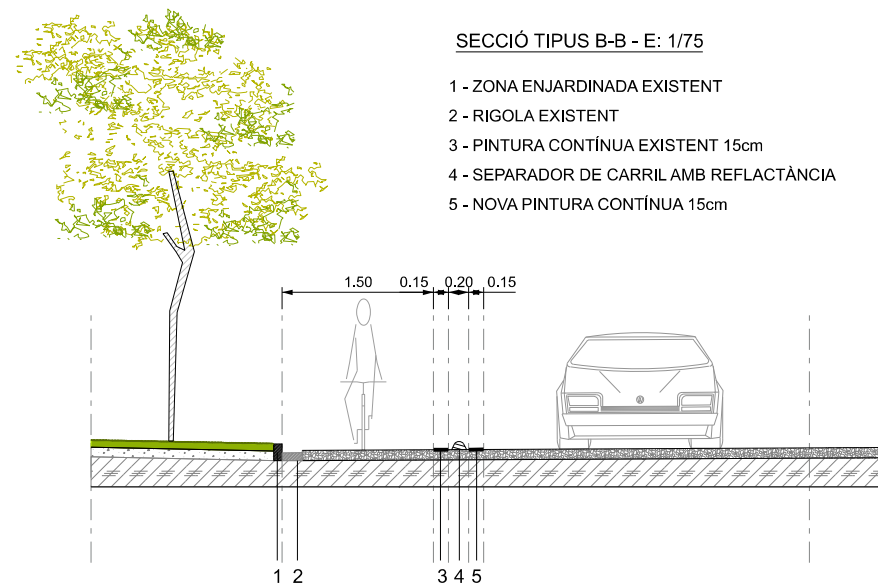 SECCIÓ TIPUS B-B - E: 1/75
1 - ZONA ENJARDINADA EXISTENT
2 - RIGOLA EXISTENT
3 - PINTURA CONTÍNUA EXISTENT 15cm
4 - SEPARADOR DE CARRIL AMB REFLACTÀNCIA
5 - NOVA PINTURA CONTÍNUA 15cm
1.50 0.15 0.20 0.15
1 2 3 4 5